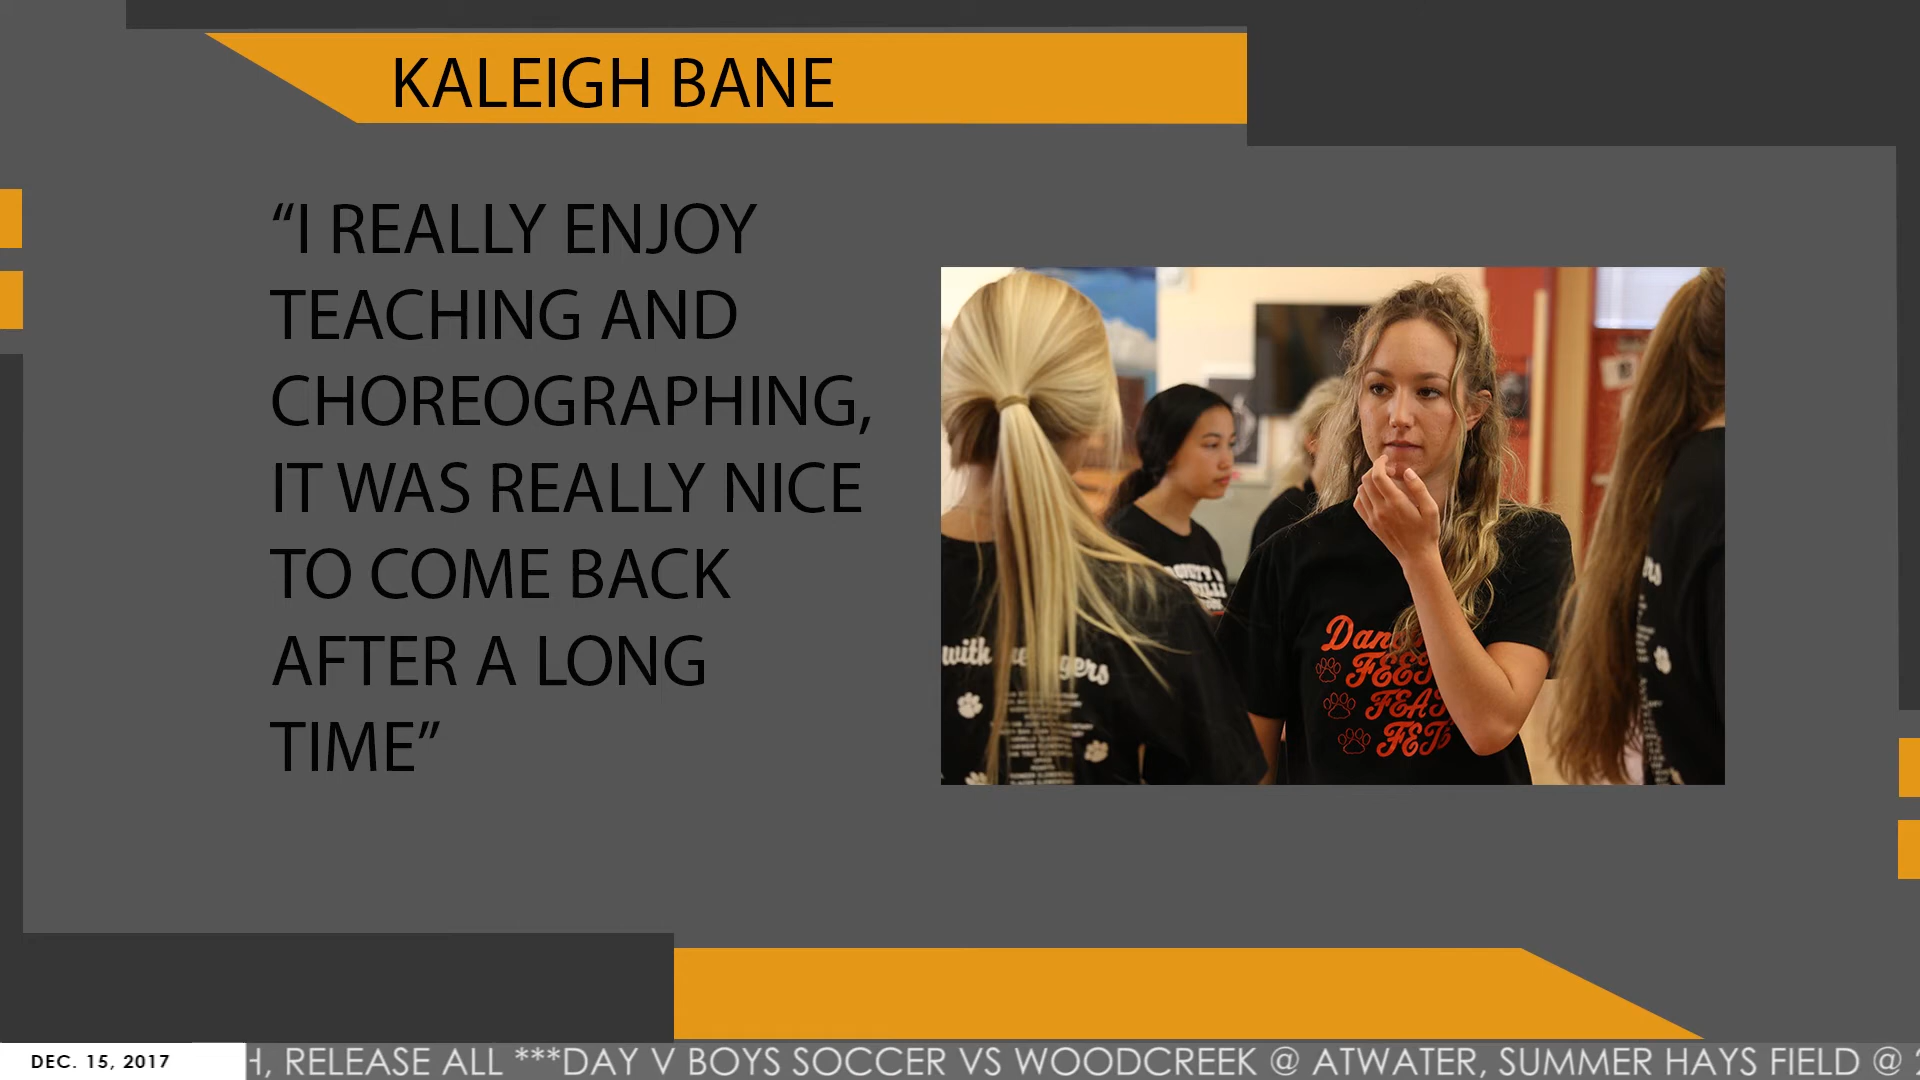 KALEIGH BANE
“I REALLY ENJOY
TEACHING AND
CHOREOGRAPHING,
IT WAS REALLY NICE
TO COME BACK
AFTER A LONG
TIME”
with
DEC. 15, 2017
H, RELEASE ALL ***DAY V BOYS SOCCER VS WOODCREEK @ ATWATER, SUMMER HAYS FIELD @